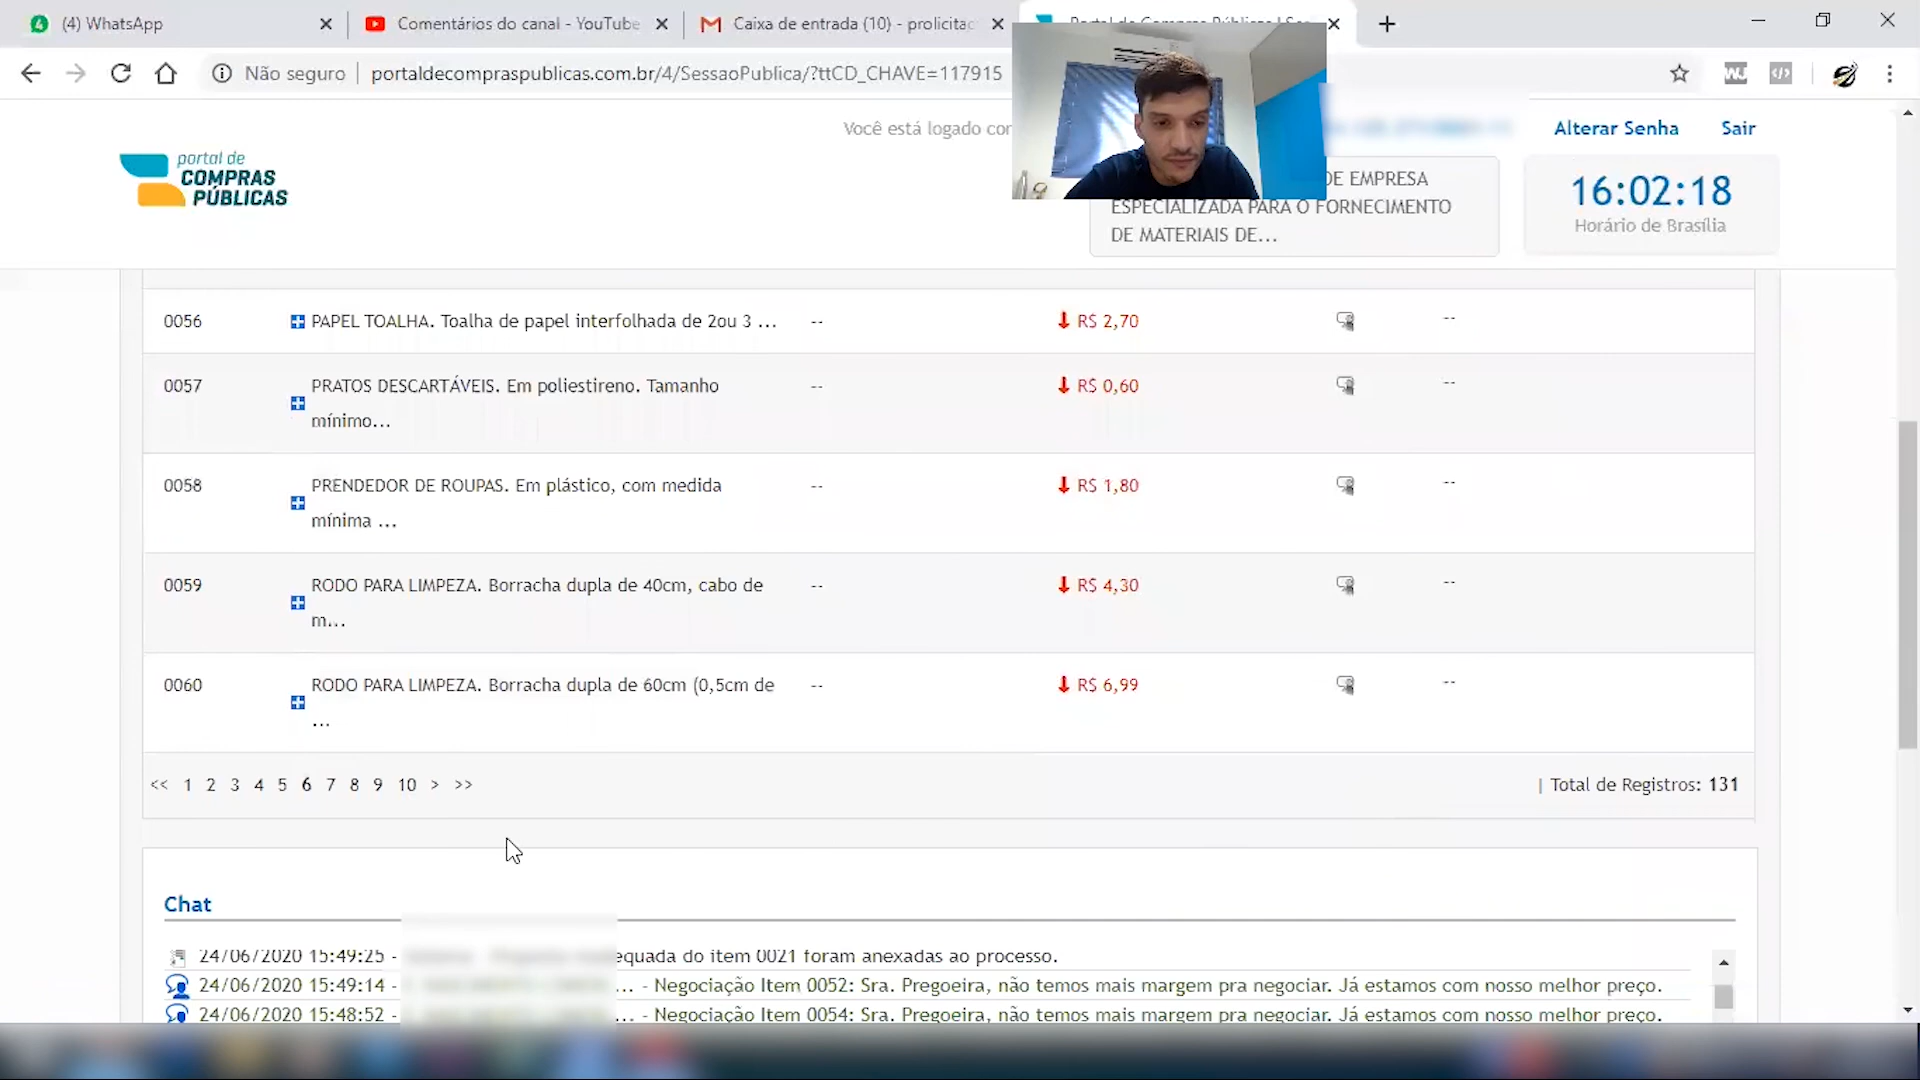 (4) WhatsApp
Comentários do canal - YouTube
Caixa de entrada (10) - prolicitac
Não seguro
portaldecompraspublicas.com.br/4/SessaoPublica/?ttCD_CHAVE=117915
Você está logado con
Alterar Senha
Sair
portal de
COMPRAS
PÚBLICAS
DE EMPRESA
ESPECIALIZADA PARA O FORNECIMENTO
DE MATERIAIS DE...
16:02:18
Horário de Brasília
0056 PAPEL TOALHA. Toalha de papel interfolhada de 2ou 3 ... -- R$ 2,70 --
0057 PRATOS DESCARTÁVEIS. Em poliestireno. Tamanho -- R$ 0,60 --
mínimo...
0058 PRENDEDOR DE ROUPAS. Em plástico, com medida -- R$ 1,80 --
mínima ...
0059 RODO PARA LIMPEZA. Borracha dupla de 40cm, cabo de -- R$ 4,30 --
m...
0060 RODO PARA LIMPEZA. Borracha dupla de 60cm (0,5cm de -- R$ 6,99 --
...
<< 1 2 3 4 5 6 7 8 9 10 > >>
| Total de Registros: 131
Chat
24/06/2020 15:49:25 - equada do item 0021 foram anexadas ao processo.
24/06/2020 15:49:14 - ... - Negociação Item 0052: Sra. Pregoeira, não temos mais margem pra negociar. Já estamos com nosso melhor preço.
24/06/2020 15:48:52 - ... - Negociação Item 0054: Sra. Pregoeira, não temos mais margem pra negociar. Já estamos com nosso melhor preço.